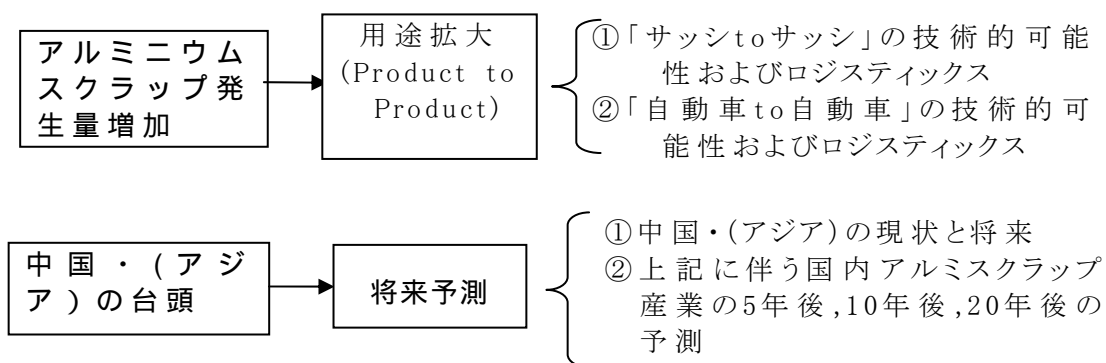 アルミニウム
スクラップ発
生量増加
用途拡大
(Product to
Product)
①「サッシtoサッシ」の技術的可能
性およびロジスティックス
②「自動車to自動車」の技術的可
能性およびロジスティックス
中国・(アジ
ア)の台頭
将来予測
①中国・(アジア)の現状と将来
②上記に伴う国内アルミスクラップ
産業の5年後,10年後,20年後の
予測